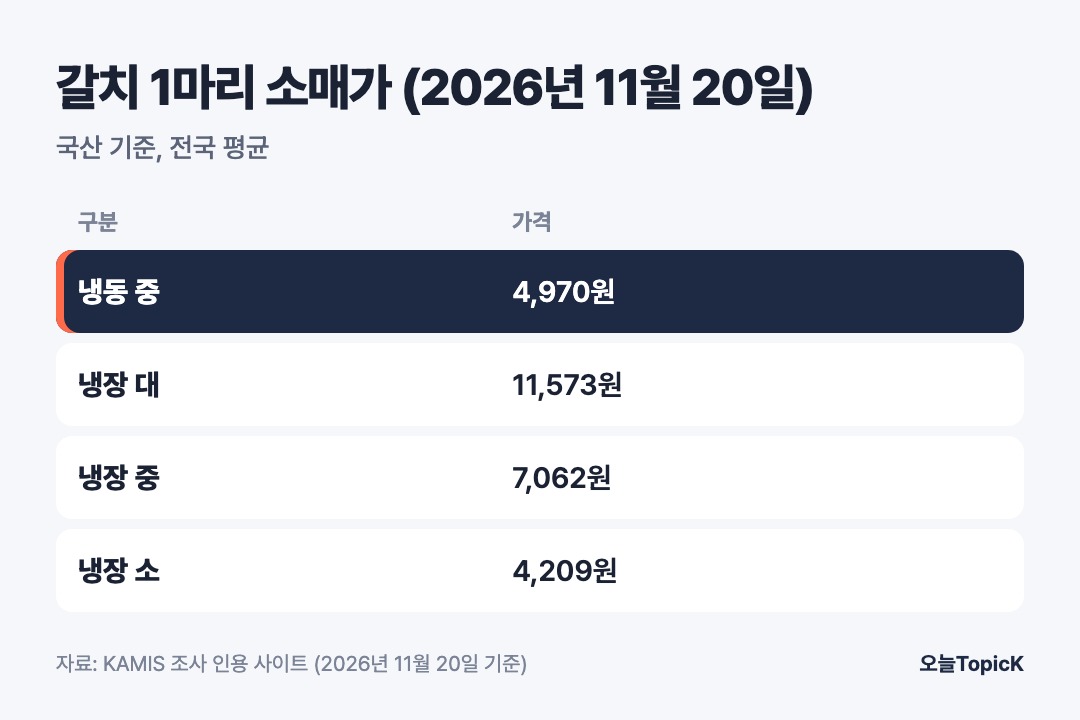 갈치 1마리 소매가 (2026년 11월 20일)
국산 기준, 전국 평균
구분 가격
냉동 중 4,970원
냉장 대 11,573원
냉장 중 7,062원
냉장 소 4,209원
자료: KAMIS 조사 인용 사이트 (2026년 11월 20일 기준) 오늘TopicK